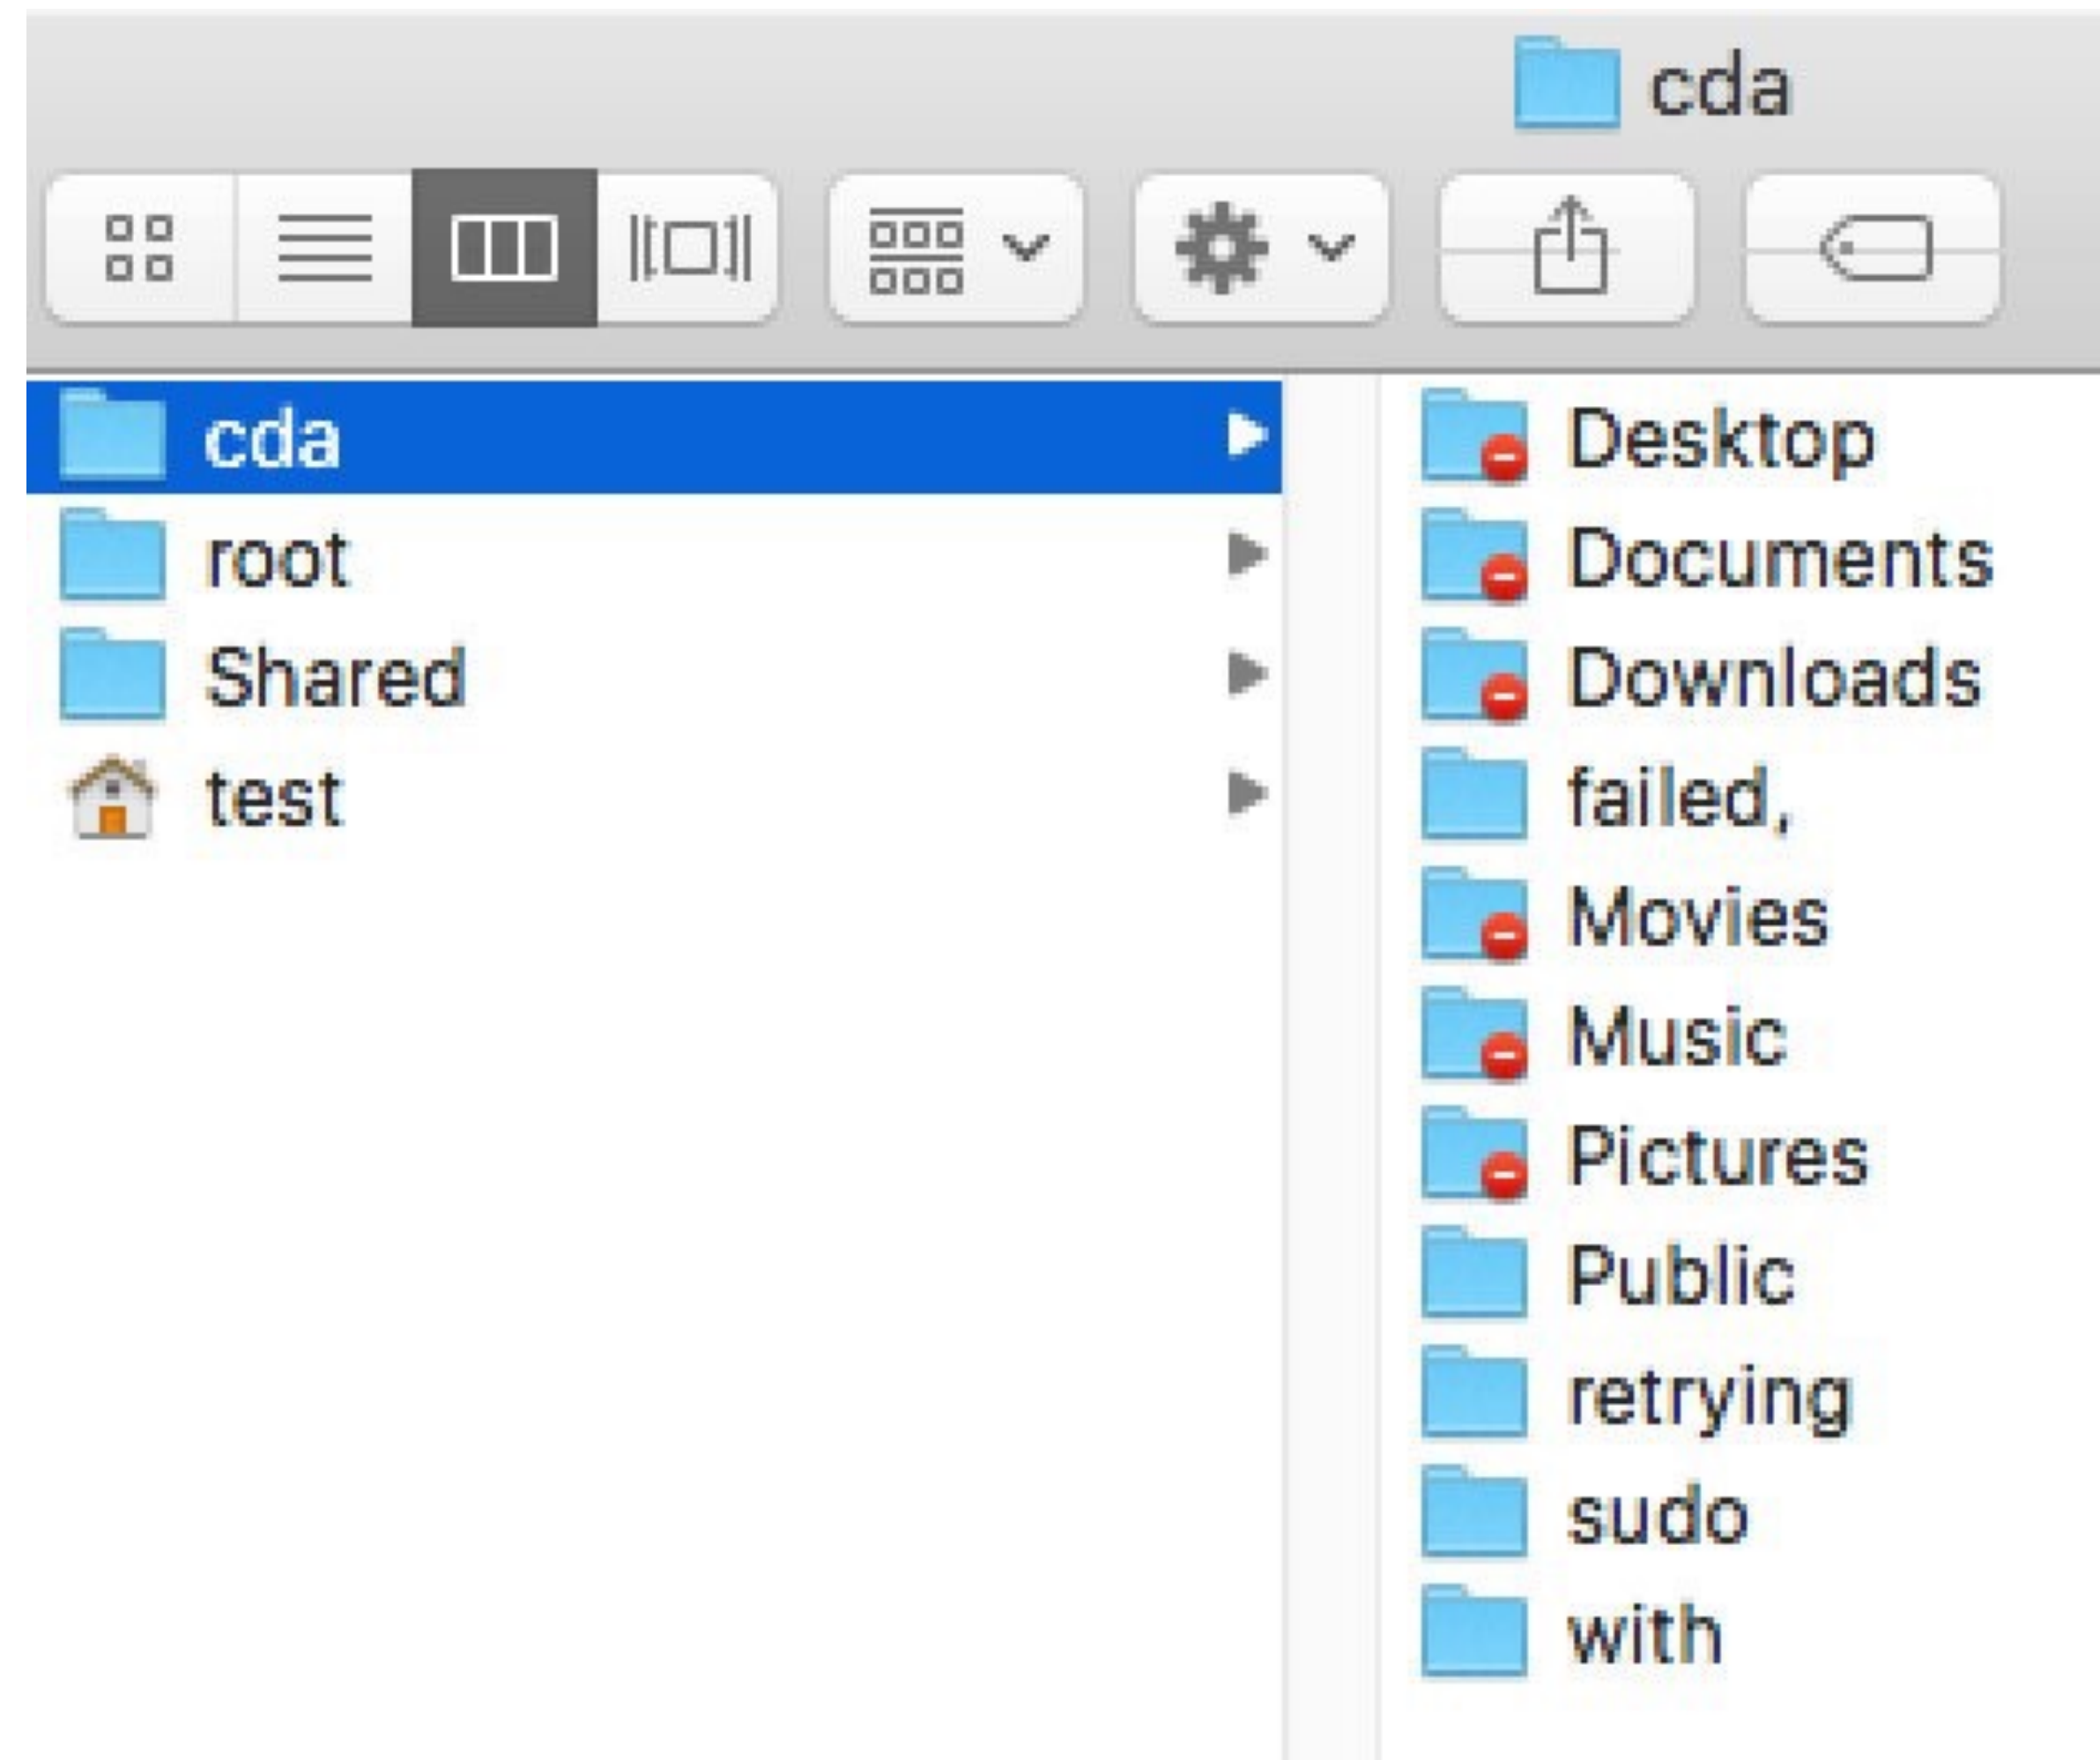 cda
cda
root
Shared
test
Desktop
Documents
Downloads
failed,
Movies
Music
Pictures
Public
retrying
sudo
with